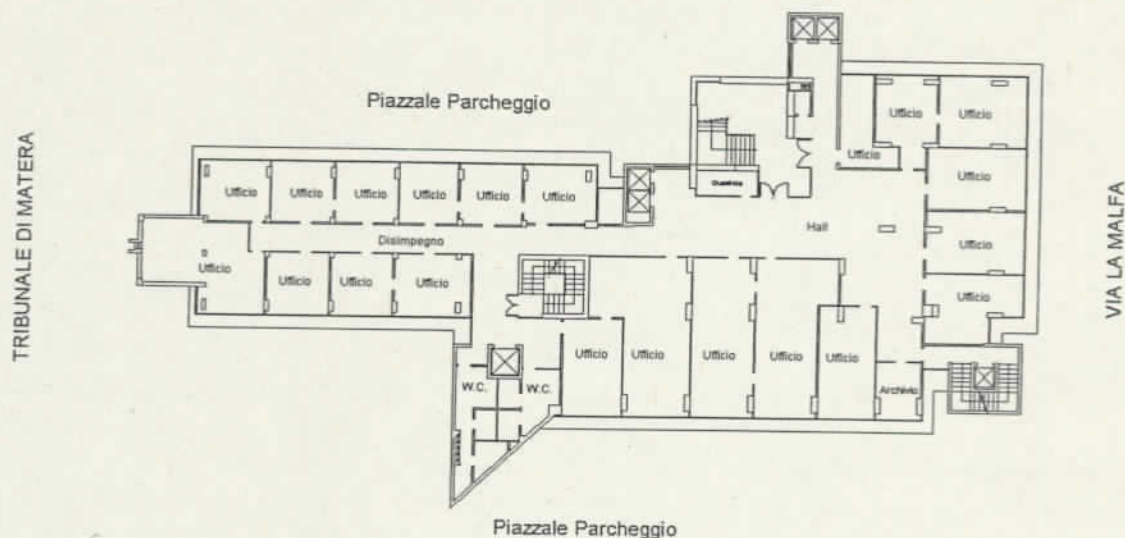 Piazzale Parcheggio
TRIBUNALE DI MATERA
VIA LA MALFA
Ufficio
Ufficio
Ufficio
Ufficio
Ufficio
Ufficio
Ufficio
Ufficio
Ufficio
Ufficio
Ufficio
Ufficio
Disimpegno
Hall
Ufficio
Ufficio
Ufficio
Ufficio
Ufficio
Ufficio
Ufficio
Ufficio
Ufficio
Ufficio
Ufficio
W.C.
W.C.
Archivio
Piazzale Parcheggio